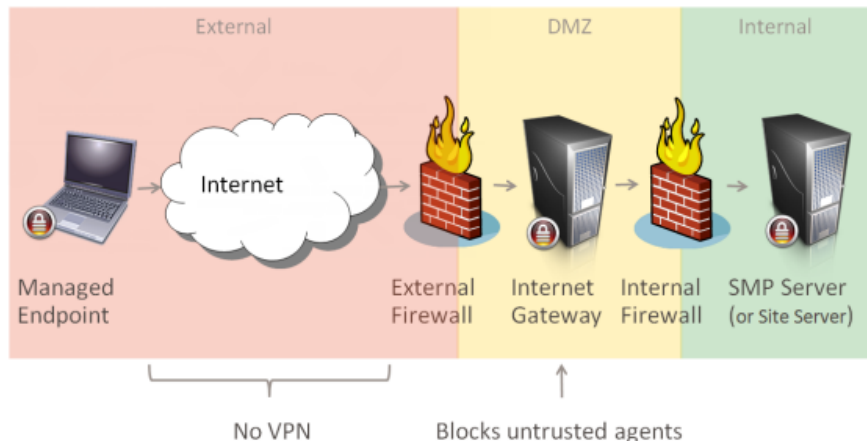 External
DMZ
Internal
Internet
Managed
Endpoint
External
Firewall
Internet
Gateway
Internal
Firewall
SMP Server
(or Site Server)
No VPN
Blocks untrusted agents